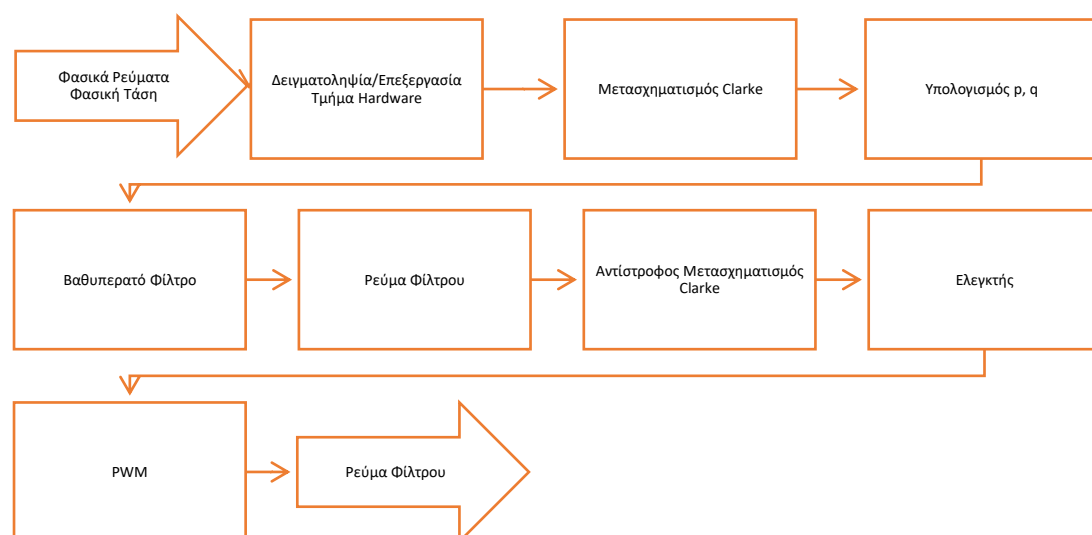 Φασικά Ρεύματα
Φασική Τάση
Δειγματοληψία/Επεξεργασία
Τμήμα Hardware
Μετασχηματισμός Clarke
Υπολογισμός p, q
Βαθυπερατό Φίλτρο
Ρεύμα Φίλτρου
Αντίστροφος Μετασχηματισμός
Clarke
Ελεγκτής
PWM
Ρεύμα Φίλτρου